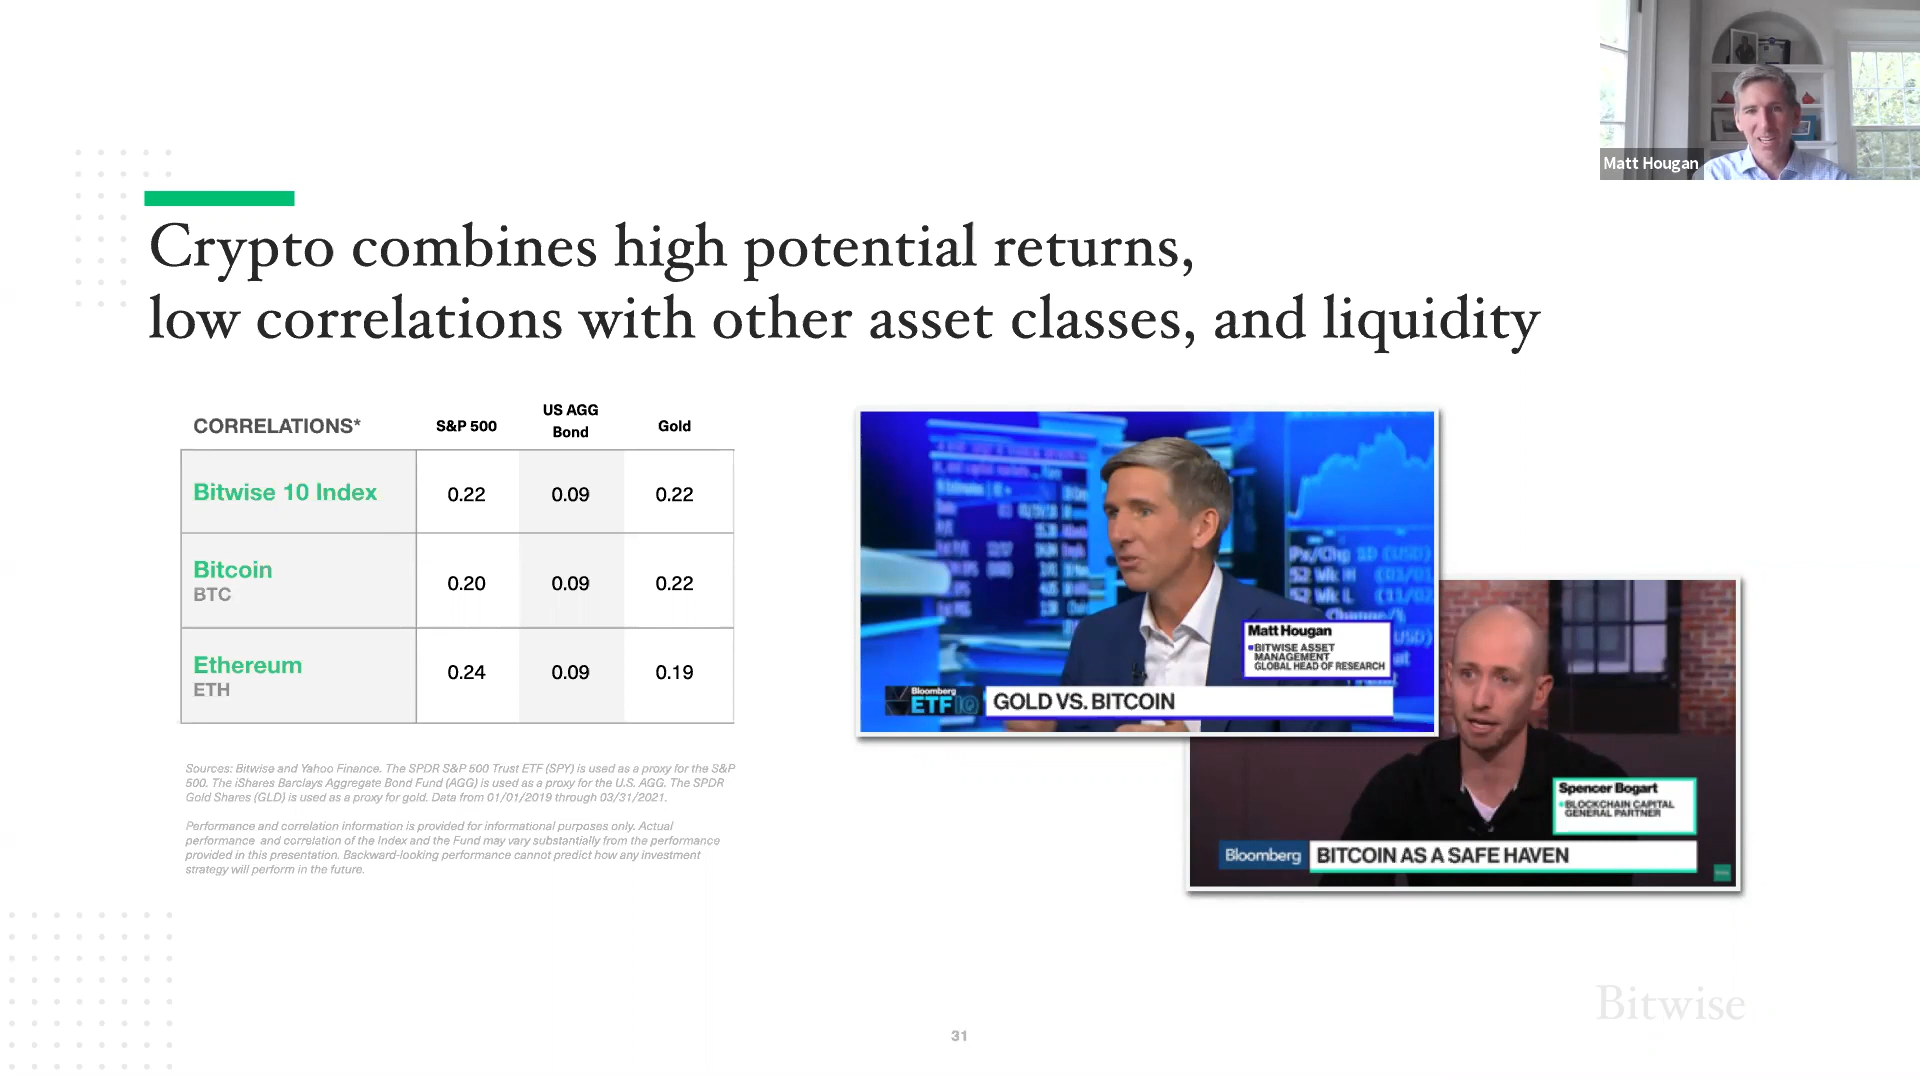 Matt Hougan
Crypto combines high potential returns,
low correlations with other asset classes, and liquidity
CORRELATIONS* S&P 500 US AGG Bond Gold
Bitwise 10 Index 0.22 0.09 0.22
Bitcoin
BTC 0.20 0.09 0.22
Ethereum
ETH 0.24 0.09 0.19
Sources: Bitwise and Yahoo Finance. The SPDR S&P 500 Trust ETF (SPY) is used as a proxy for the S&P
500. The iShares Barclays Aggregate Bond Fund (AGG) is used as a proxy for the U.S. AGG. The SPDR
Gold Shares (GLD) is used as a proxy for gold. Data from 01/01/2019 through 03/31/2021.
Performance and correlation information is provided for informational purposes only. Actual
performance and correlation of the Index and the Fund may vary substantially from the performance
provided in this presentation. Backward-looking performance cannot predict how any investment
strategy will perform in the future.
Matt Hougan
BITWISE ASSET
MANAGEMENT
GLOBAL HEAD OF RESEARCH
Bloomberg
ETF IQ
GOLD VS. BITCOIN
Spencer Bogart
BLOCKCHAIN CAPITAL
GENERAL PARTNER
Bloomberg
BITCOIN AS A SAFE HAVEN
Bitwise
31